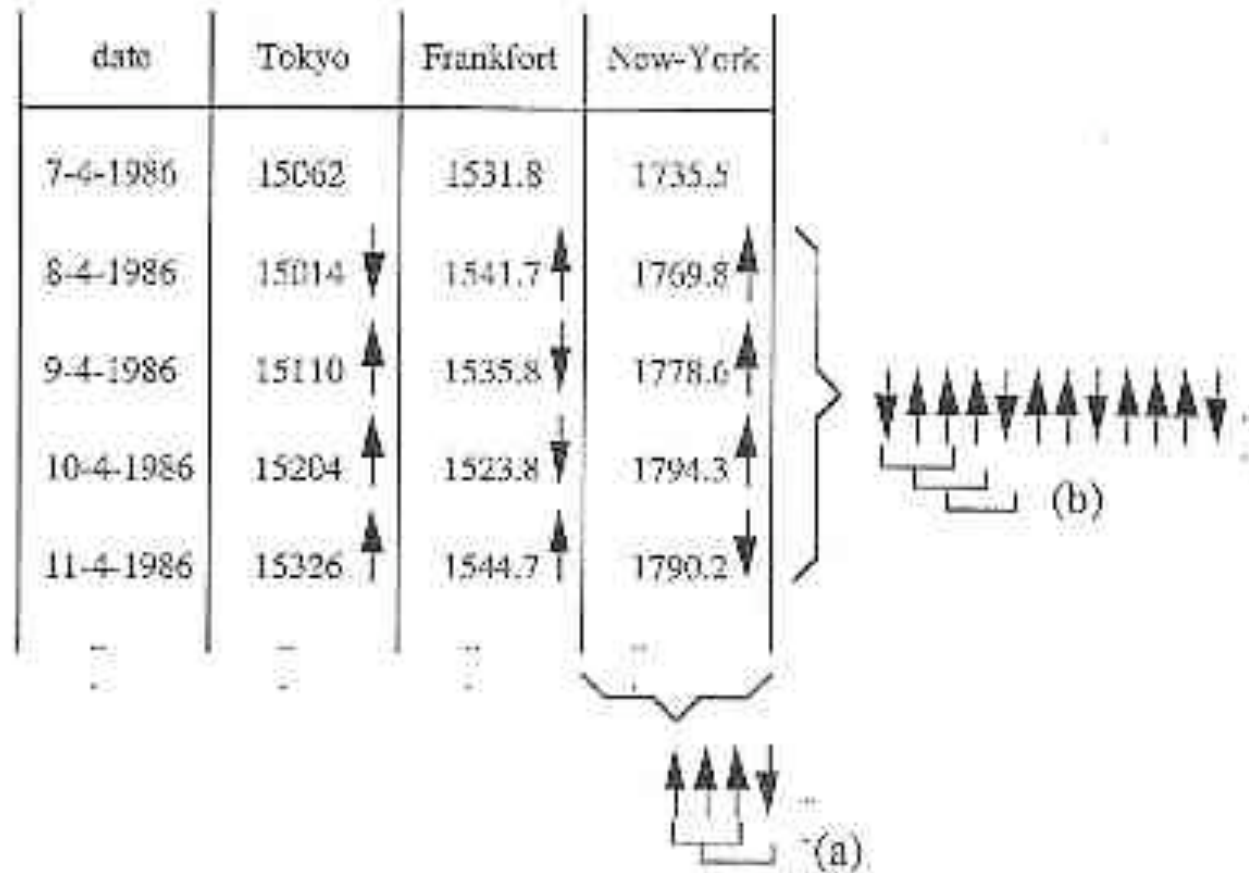 date Tokyo Frankfort New-York
7-4-1986 15062 1531.8 1735.5
8-4-1986 15014 1541.7 1769.8
9-4-1986 15110 1535.8 1778.6
10-4-1986 15204 1523.8 1794.3
11-4-1986 15326 1544.7 1790.2
(b)
(a)